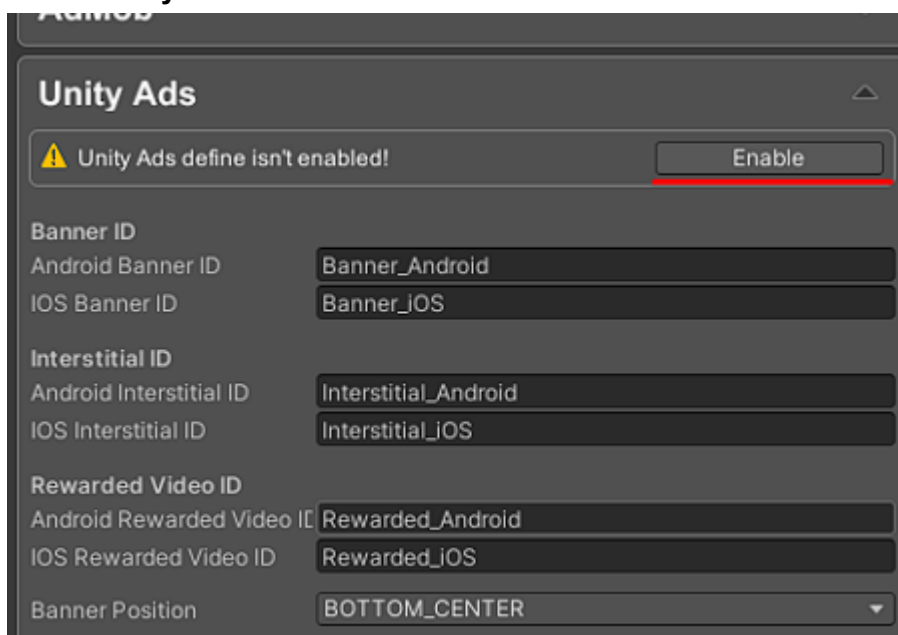 AdMob
Unity Ads
Unity Ads define isn't enabled!
Enable
Banner ID
Android Banner ID
Banner_Android
IOS Banner ID
Banner_iOS
Interstitial ID
Android Interstitial ID
Interstitial_Android
IOS Interstitial ID
Interstitial_iOS
Rewarded Video ID
Android Rewarded Video ID
Rewarded_Android
IOS Rewarded Video ID
Rewarded_iOS
Banner Position
BOTTOM_CENTER